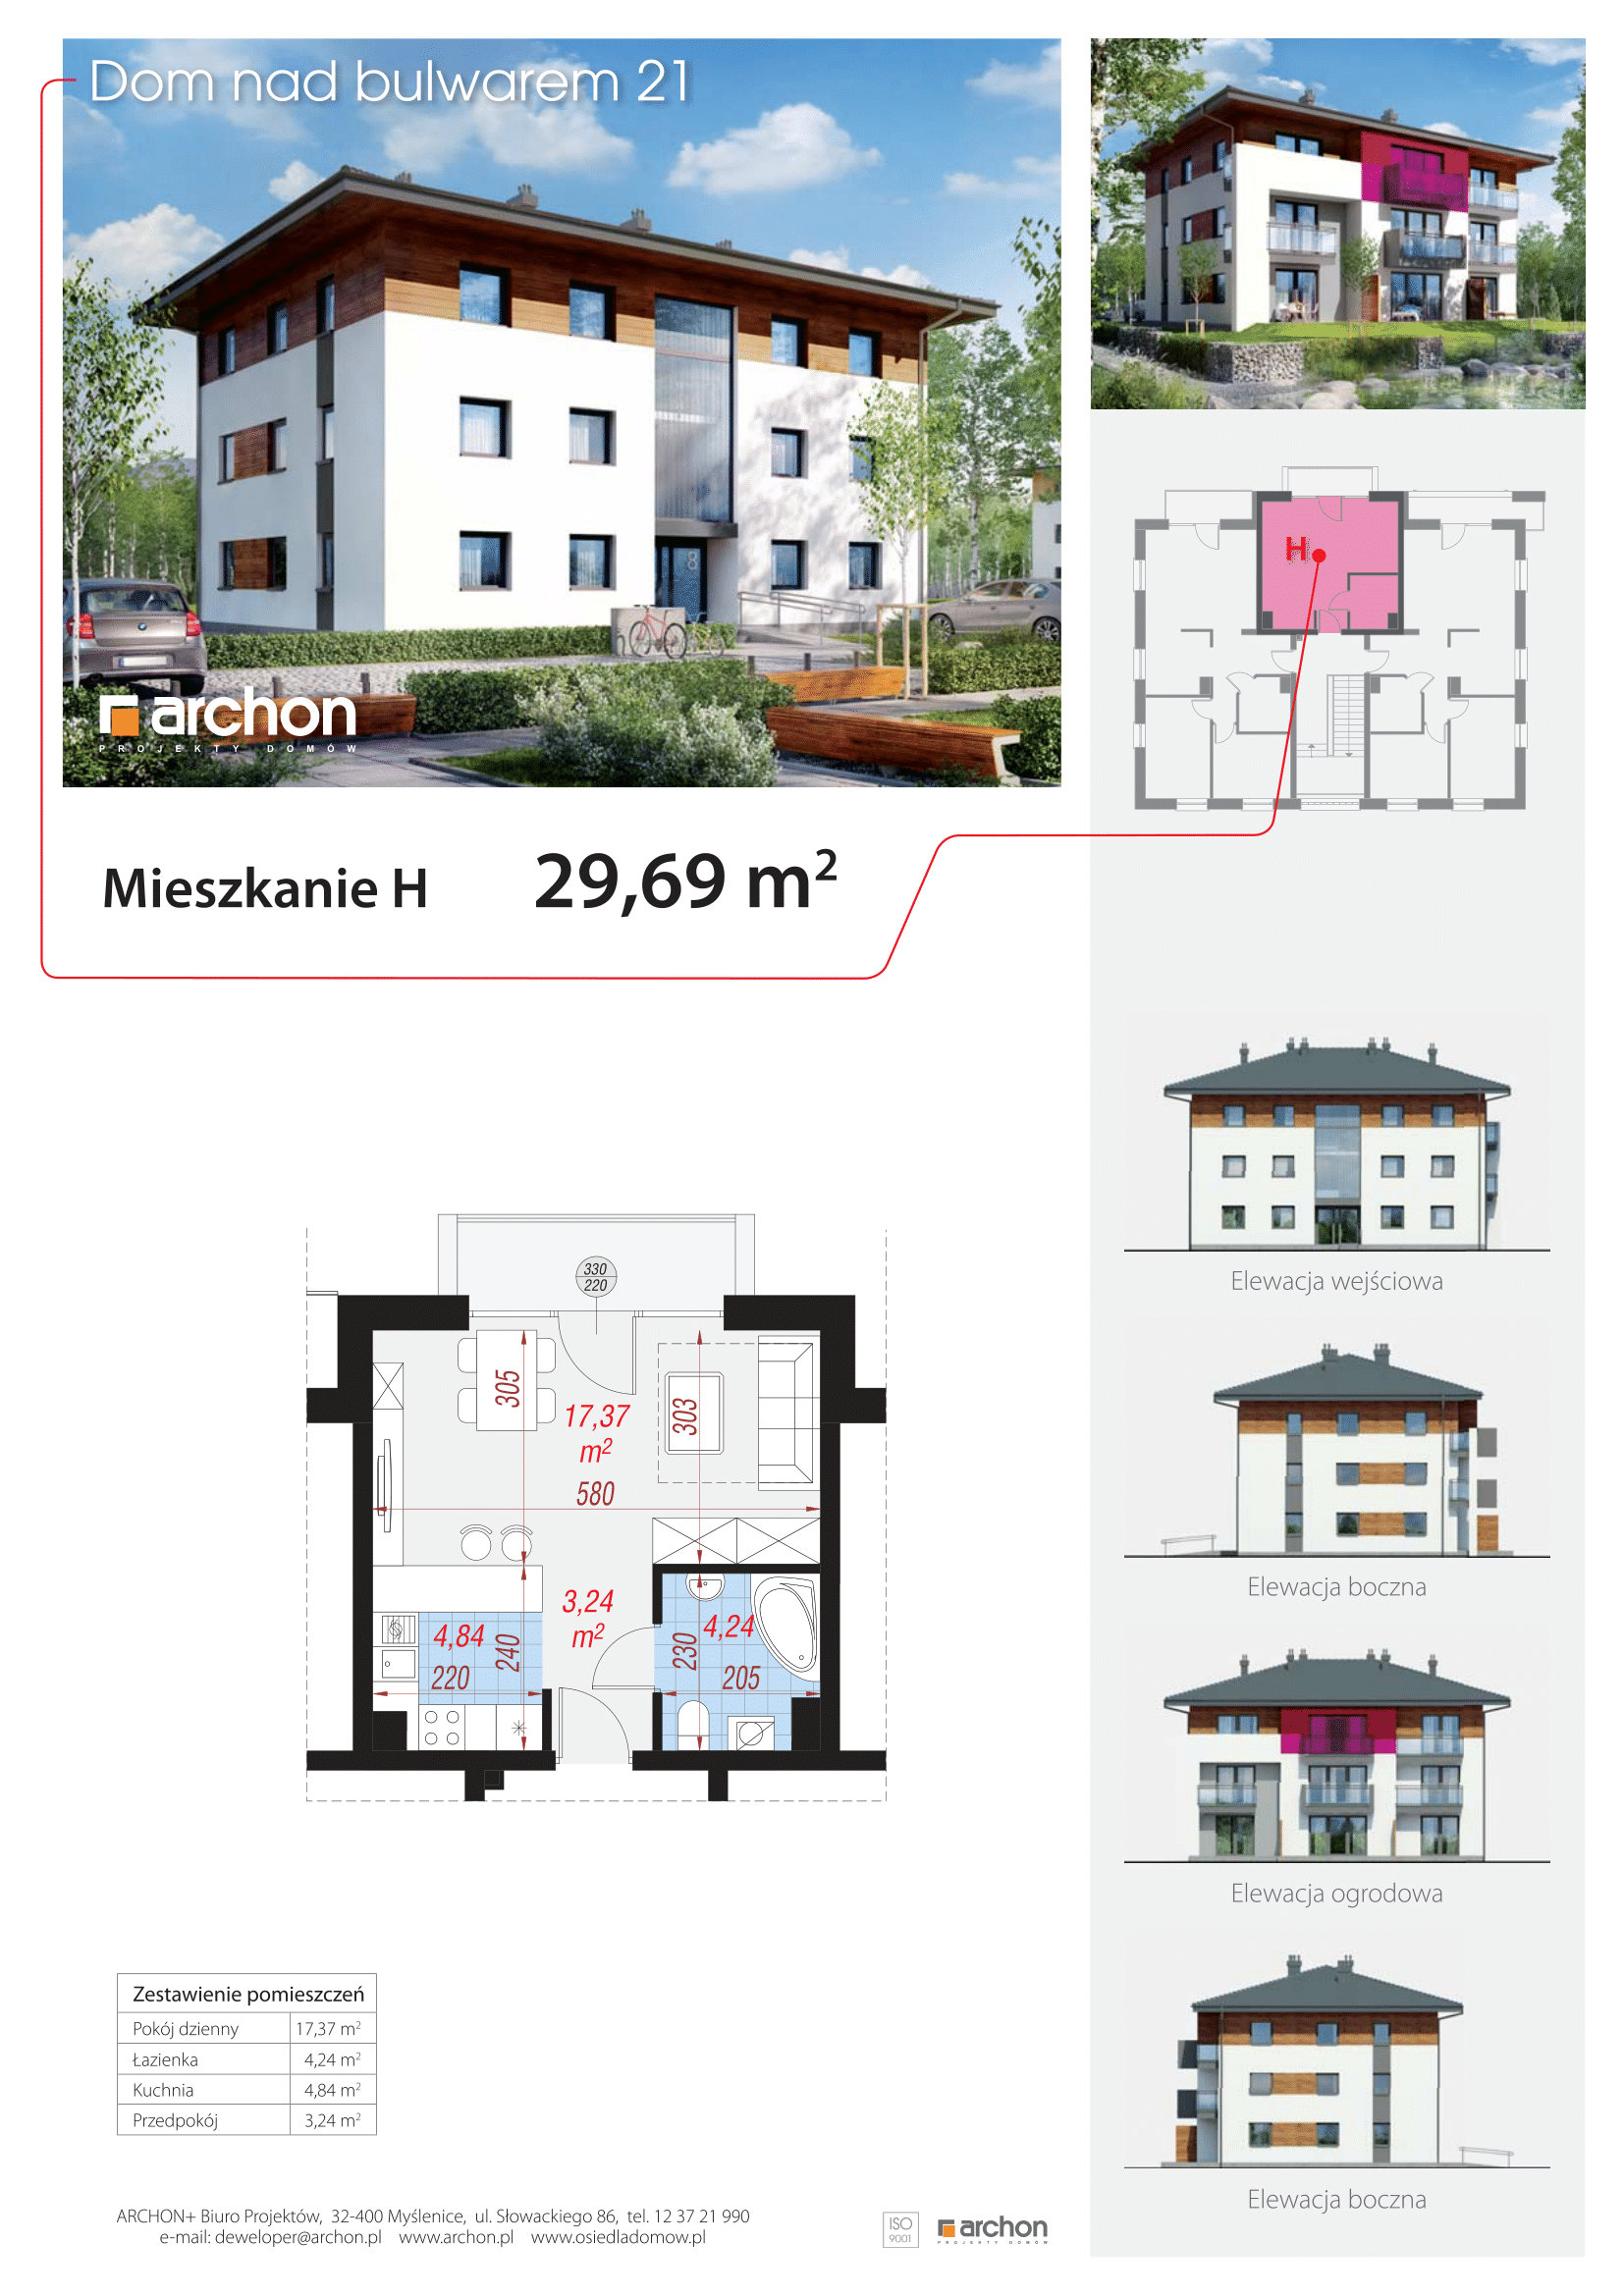 Dom nad bulwarem 21
8
archon
PROJEKTY DOMÓW
H
Mieszkanie H 29,69 m²
Elewacja wejściowa
Elewacja boczna
Elewacja ogrodowa
Elewacja boczna
330
220
305
303
17,37
m²
580
3,24
m²
4,84
240
220
4,24
230
205
Zestawienie pomieszczeń
Pokój dzienny 17,37 m²
Łazienka 4,24 m²
Kuchnia 4,84 m²
Przedpokój 3,24 m²
ARCHON+ Biuro Projektów, 32-400 Myślenice, ul. Słowackiego 86, tel. 12 37 21 990
e-mail: deweloper@archon.pl www.archon.pl www.osiedladomow.pl
ISO
9001
archon
PROJEKTY DOMÓW